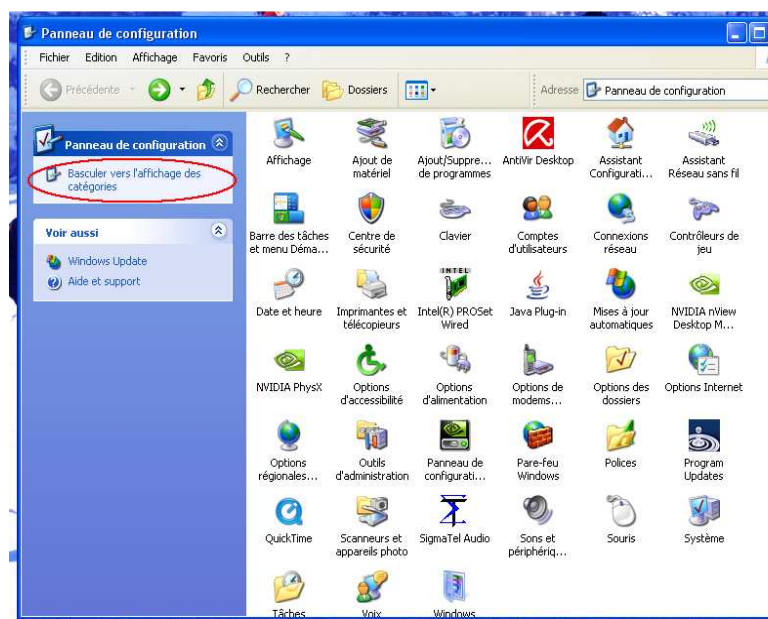 Panneau de configuration
Fichier Edition Affichage Favoris Outils ?
Précédente Rechercher Dossiers Adresse Panneau de configuration
Panneau de configuration
Basculer vers l'affichage des
catégories
Voir aussi
Windows Update
Aide et support
Affichage
Ajout de
matériel
Ajout/Suppre...
de programmes
AntiVir Desktop
Assistant
Configurati...
Assistant
Réseau sans fil
Barre des tâches
et menu Déma...
Centre de
sécurité
Clavier
Comptes
d'utilisateurs
Connexions
réseau
Contrôleurs de
jeu
Date et heure
Imprimantes et
télécopieurs
INTEL
Intel(R) PROSet
Wired
Java Plug-in
Mises à jour
automatiques
NVIDIA nView
Desktop M...
NVIDIA PhysX
Options
d'accessibilité
Options
d'alimentation
Options de
modems...
Options des
dossiers
Options Internet
Options
régionales...
Outils
d'administration
Panneau de
configurati...
Pare-feu
Windows
Polices
Program
Updates
QuickTime
Scanneurs et
appareils photo
SigmaTel Audio
Sons et
périphériq...
Souris
Système
Tâches
Voix
Windows